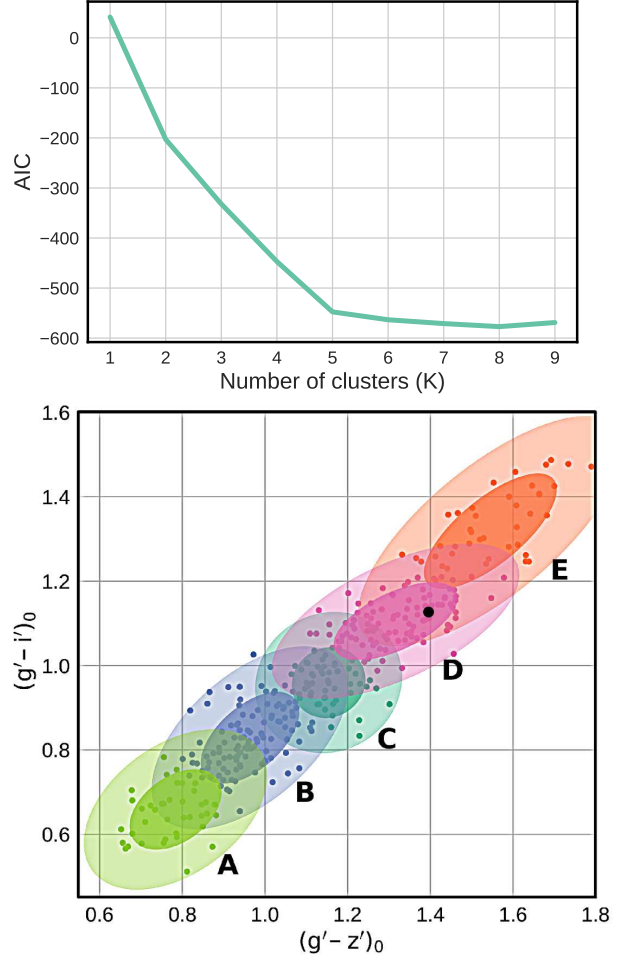 0
−100
−200
−300
−400
−500
−600
AIC
1 2 3 4 5 6 7 8 9
Number of clusters (K)
1.6
1.4
1.2
1.0
0.8
0.6
(g′− i′)0
E
D
C
B
A
0.6 0.8 1.0 1.2 1.4 1.6 1.8
(g′− z′)0